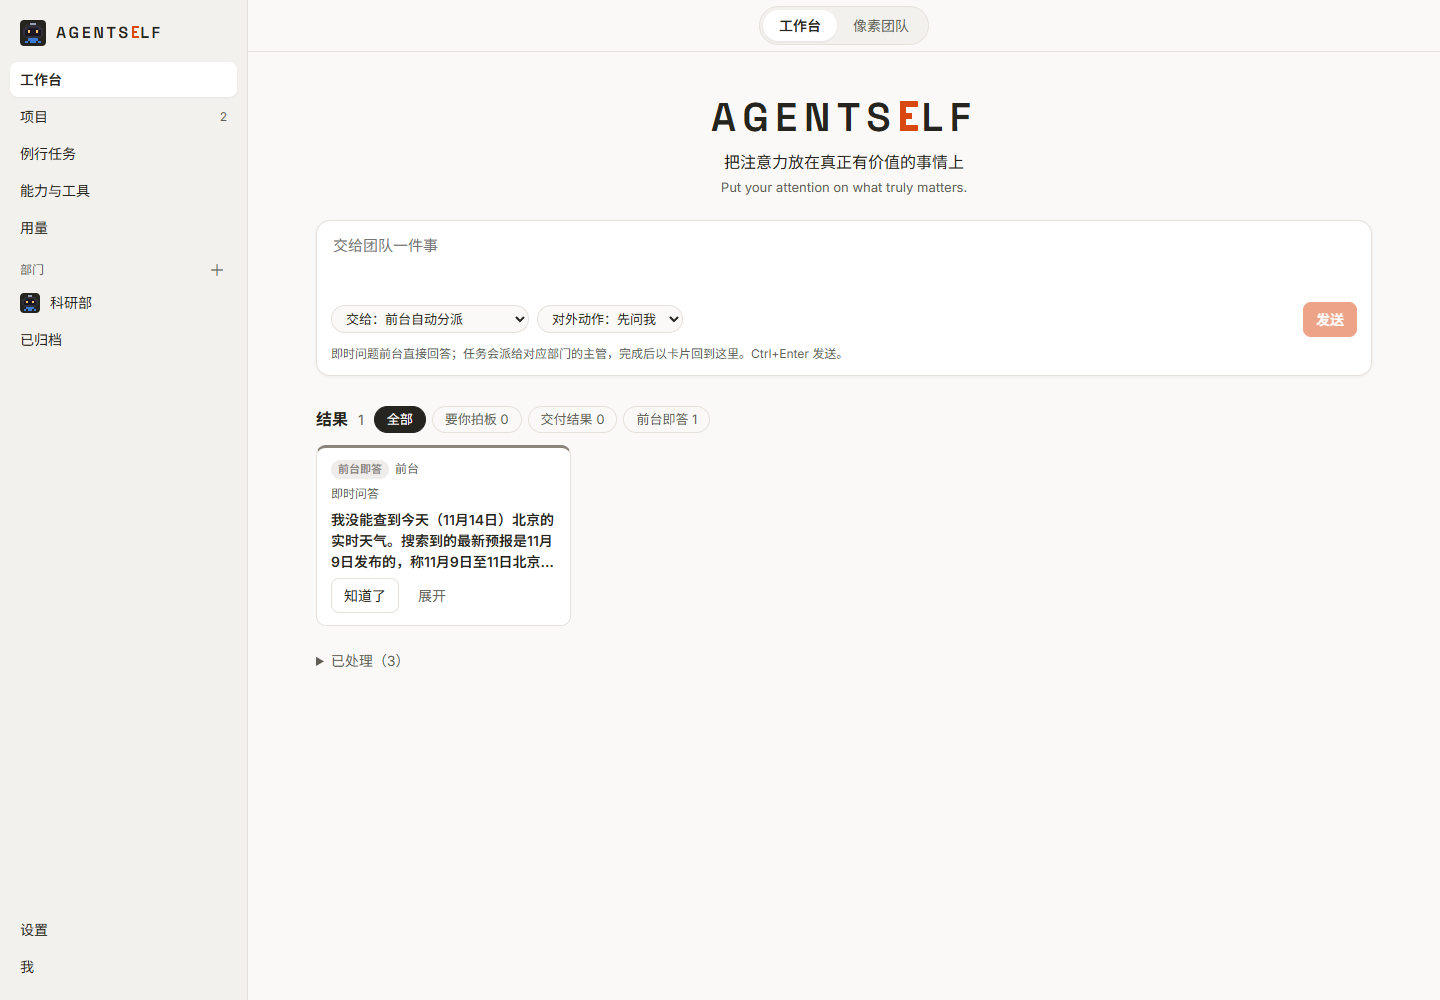 AGENTSELF
工作台
项目 2
例行任务
能力与工具
用量
部门 +
科研部
已归档
设置
我
工作台 像素团队
AGENTSELF
把注意力放在真正有价值的事情上
Put your attention on what truly matters.
交给团队一件事
交给：前台自动分派 对外动作：先问我 发送
即时问题前台直接回答；任务会派给对应部门的主管，完成后以卡片回到这里。Ctrl+Enter 发送。
结果 1 全部 要你拍板 0 交付结果 0 前台即答 1
前台即答 前台
即时问答
我没能查到今天（11月14日）北京的
实时天气。搜索到的最新预报是11月
9日发布的，称11月9日至11日北京...
知道了 展开
已处理（3）